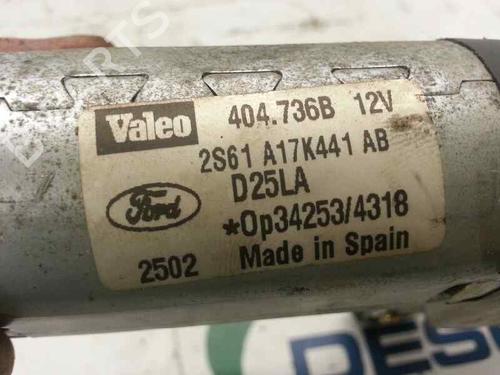 Valeo 404.736B 12V
2S61 A17K441 AB
D25LA
Ford *Op34253/4318
2502 Made in Spain